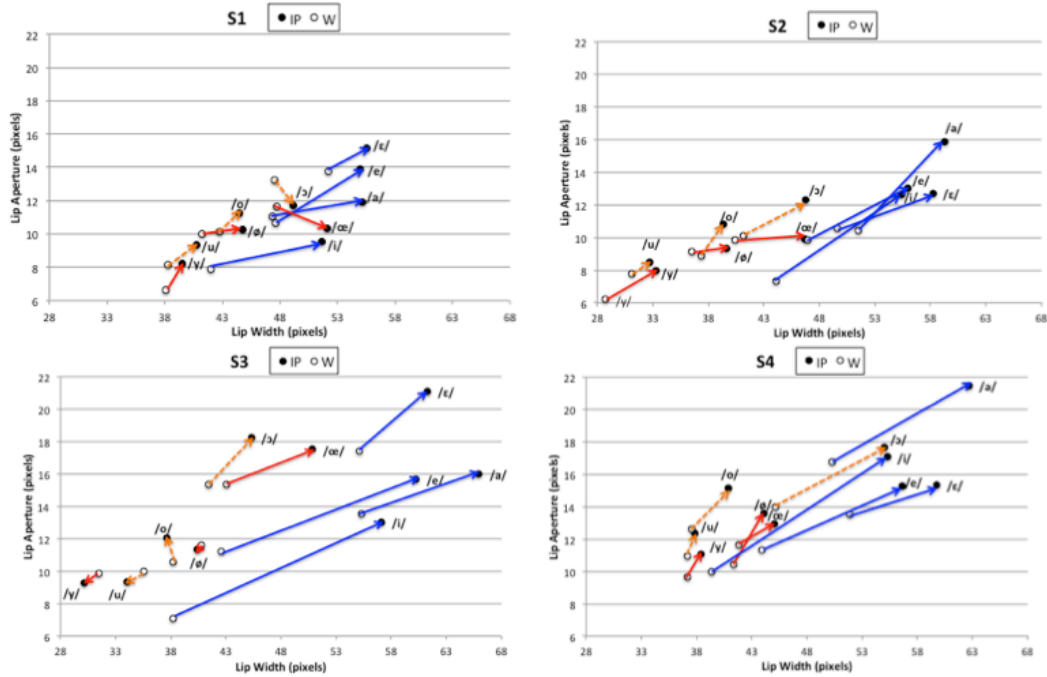 S1 ● IP ○ W
Lip Aperture (pixels)
22
20
18
16
14
12
10
8
6
/ɛ/
/e/
/a/
/ɔ/
/o/
/ø/
/œ/
/i/
/u/
/y/
28 33 38 43 48 53 58 63 68
Lip Width (pixels)
S2 ● IP ○ W
Lip Aperture (pixels)
22
20
18
16
14
12
10
8
6
/a/
/e/
/i/
/ɛ/
/ɔ/
/o/
/œ/
/ø/
/u/
/y/
/y/
28 33 38 43 48 53 58 63 68
Lip Width (pixels)
S3 ● IP ○ W
Lip Aperture (pixels)
22
20
18
16
14
12
10
8
6
/ɛ/
/ɔ/
/œ/
/e/
/a/
/i/
/o/
/ø/
/y/
/u/
28 33 38 43 48 53 58 63 68
Lip Width (pixels)
S4 ● IP ○ W
Lip Aperture (pixels)
22
20
18
16
14
12
10
8
6
/a/
/ɔ/
/i/
/o/
/e/
/ɛ/
/ø/
/œ/
/u/
/y/
28 33 38 43 48 53 58 63 68
Lip Width (pixels)